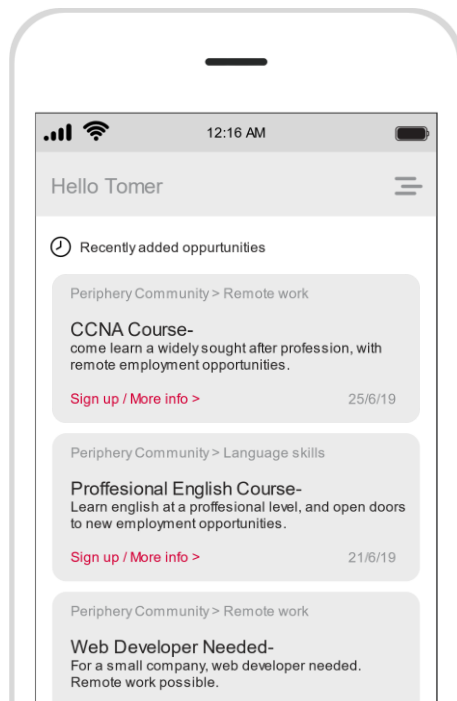 12:16 AM
Hello Tomer
Recently added oppurtunities
Periphery Community > Remote work
CCNA Course-
come learn a widely sought after profession, with
remote employment opportunities.
Sign up / More info > 25/6/19
Periphery Community > Language skills
Proffesional English Course-
Learn english at a proffesional level, and open doors
to new employment opportunities.
Sign up / More info > 21/6/19
Periphery Community > Remote work
Web Developer Needed-
For a small company, web developer needed.
Remote work possible.